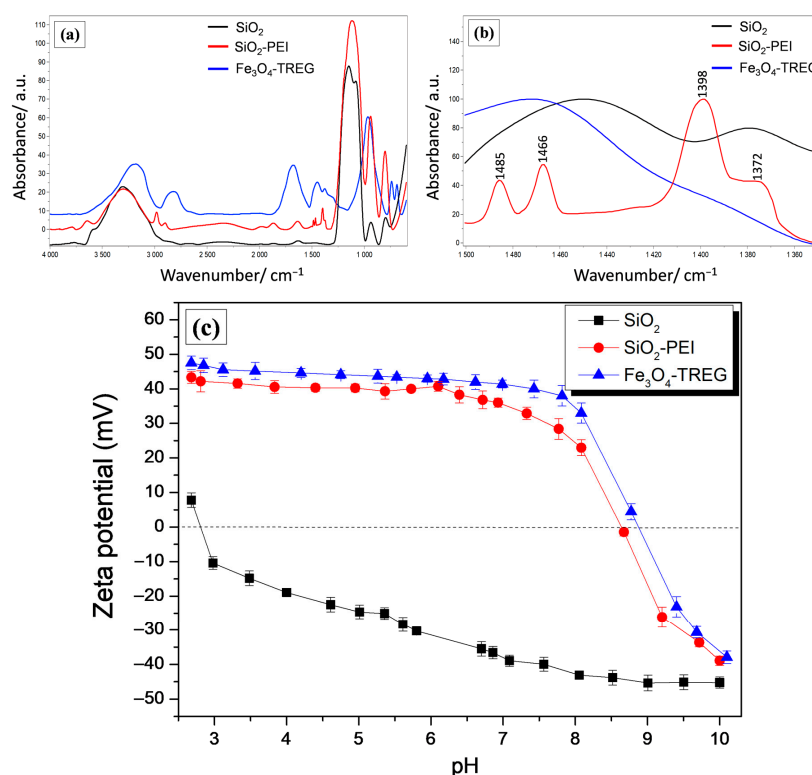 (a)
SiO₂
SiO₂-PEI
Fe₃O₄-TREG
Absorbance/ a.u.
110
100
90
80
70
60
50
40
30
20
10
0
4 000 3 500 3 000 2 500 2 000 1 500 1 000
Wavenumber/ cm⁻¹
(b)
SiO₂
SiO₂-PEI
Fe₃O₄-TREG
Absorbance/ a.u.
140
120
100
80
60
40
20
0
1485
1466
1398
1372
1 500 1 480 1 460 1 440 1 420 1 400 1 380 1 360
Wavenumber/ cm⁻¹
(c)
SiO₂
SiO₂-PEI
Fe₃O₄-TREG
Zeta potential (mV)
60
50
40
30
20
10
0
−10
−20
−30
−40
−50
3 4 5 6 7 8 9 10
pH